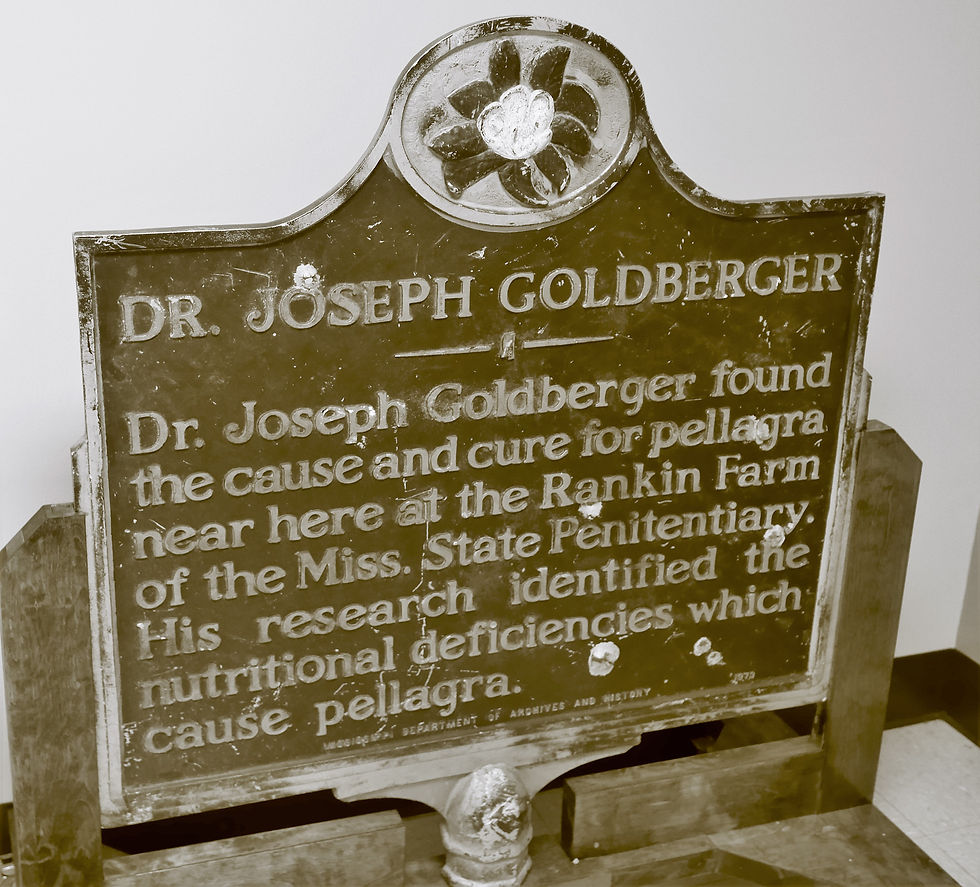 DR. JOSEPH GOLDBERGER
Dr. Joseph Goldberger found
the cause and cure for pellagra
near here at the Rankin Farm
of the Miss. State Penitentiary.
His research identified the
nutritional deficiencies which
cause pellagra.
MISSISSIPPI DEPARTMENT OF ARCHIVES AND HISTORY